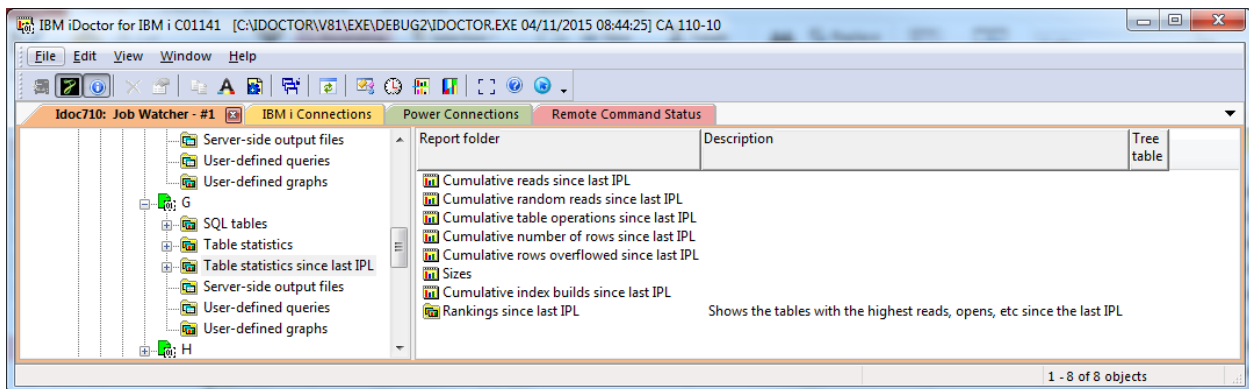 IBM iDoctor for IBM i C01141 [C:\IDOCTOR\V81\EXE\DEBUG2\IDOCTOR.EXE 04/11/2015 08:44:25] CA 110-10
File Edit View Window Help
Idoc710: Job Watcher - #1 IBM i Connections Power Connections Remote Command Status
Server-side output files
User-defined queries
User-defined graphs
G
SQL tables
Table statistics
Table statistics since last IPL
Server-side output files
User-defined queries
User-defined graphs
H
Report folder Description Tree
table
Cumulative reads since last IPL
Cumulative random reads since last IPL
Cumulative table operations since last IPL
Cumulative number of rows since last IPL
Cumulative rows overflowed since last IPL
Sizes
Cumulative index builds since last IPL
Rankings since last IPL Shows the tables with the highest reads, opens, etc since the last IPL
1 - 8 of 8 objects